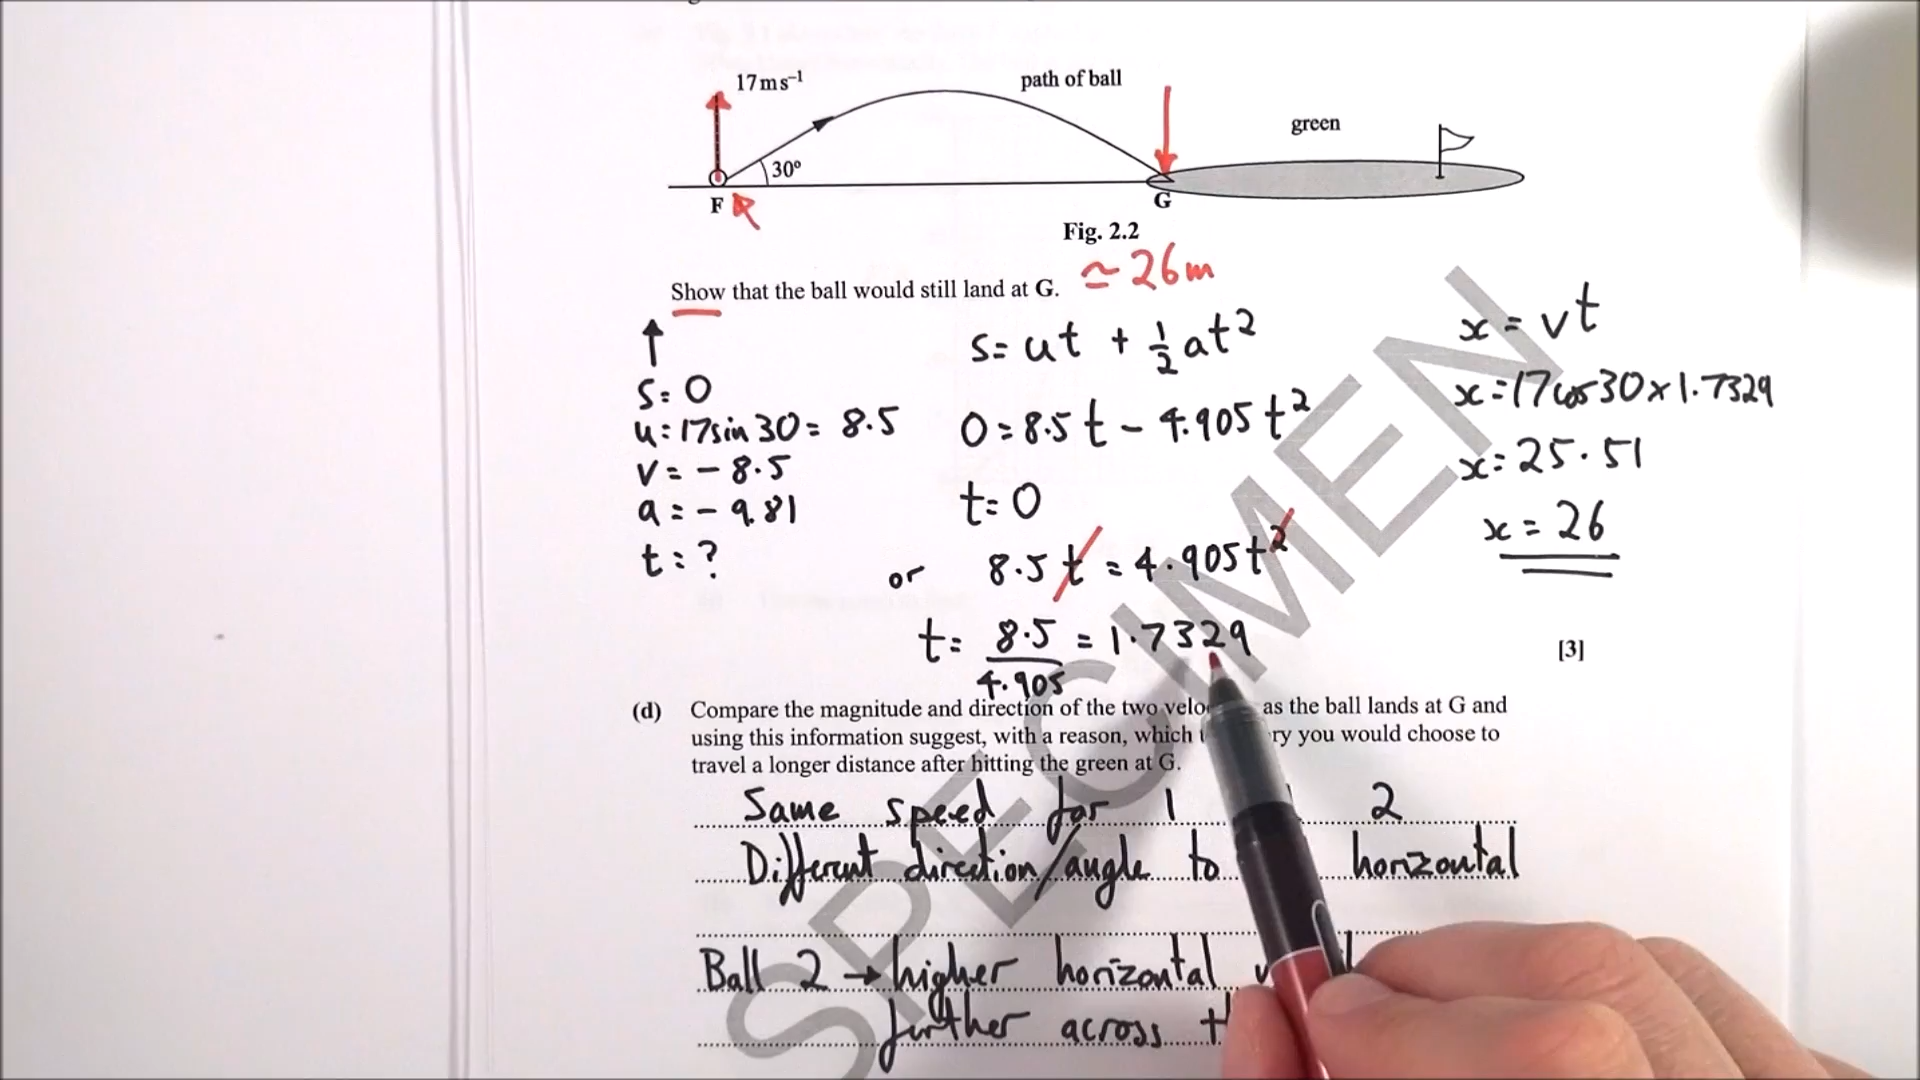 17 m s⁻¹
path of ball
green
30º
F
G
Fig. 2.2
≃ 26m
Show that the ball would still land at G.
S = 0
u = 17sin 30 = 8.5
v = - 8.5
a = - 9.81
t = ?
s = ut + ½at²
0 = 8.5t - 4.905t²
t = 0
or 8.5t = 4.905t²
t = 8.5/4.905 = 1.7329
x = vt
x = 17cos30 x 1.7329
x = 25.51
x = 26
[3]
(d) Compare the magnitude and direction of the two as the ball lands at G and
using this information suggest, with a reason, which you would choose to
travel a longer distance after hitting the green at G.
Same speed for 1 2
Different direction/angle to horizontal
Ball 2 → higher horizontal
further across
SPECIMEN